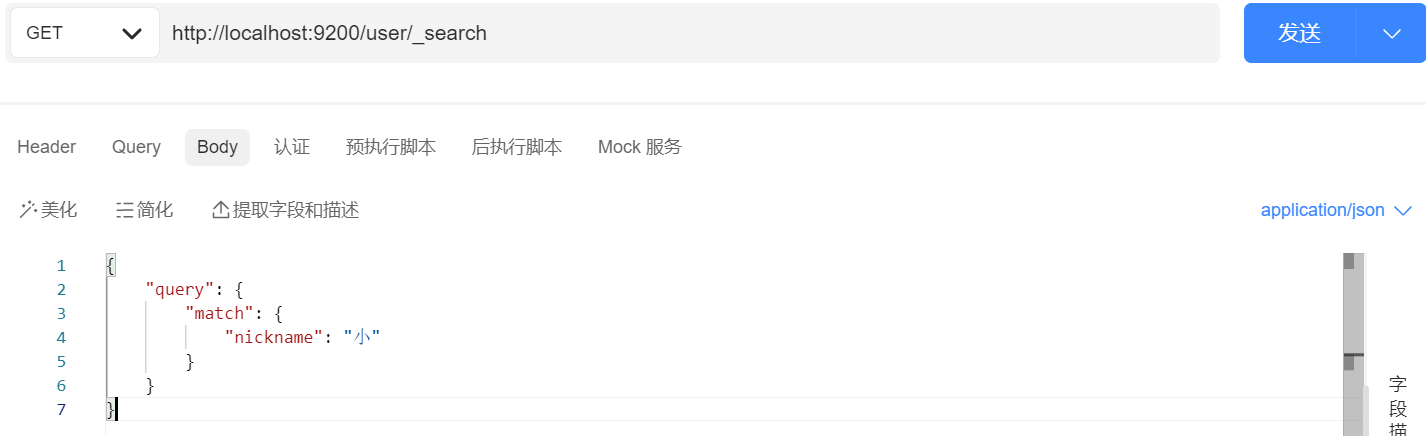 GET http://localhost:9200/user/_search 发送
Header Query Body 认证 预执行脚本 后执行脚本 Mock 服务
美化 简化 提取字段和描述 application/json
1 {
2 "query": {
3 "match": {
4 "nickname": "小"
5 }
6 }
7 }
字
段
描